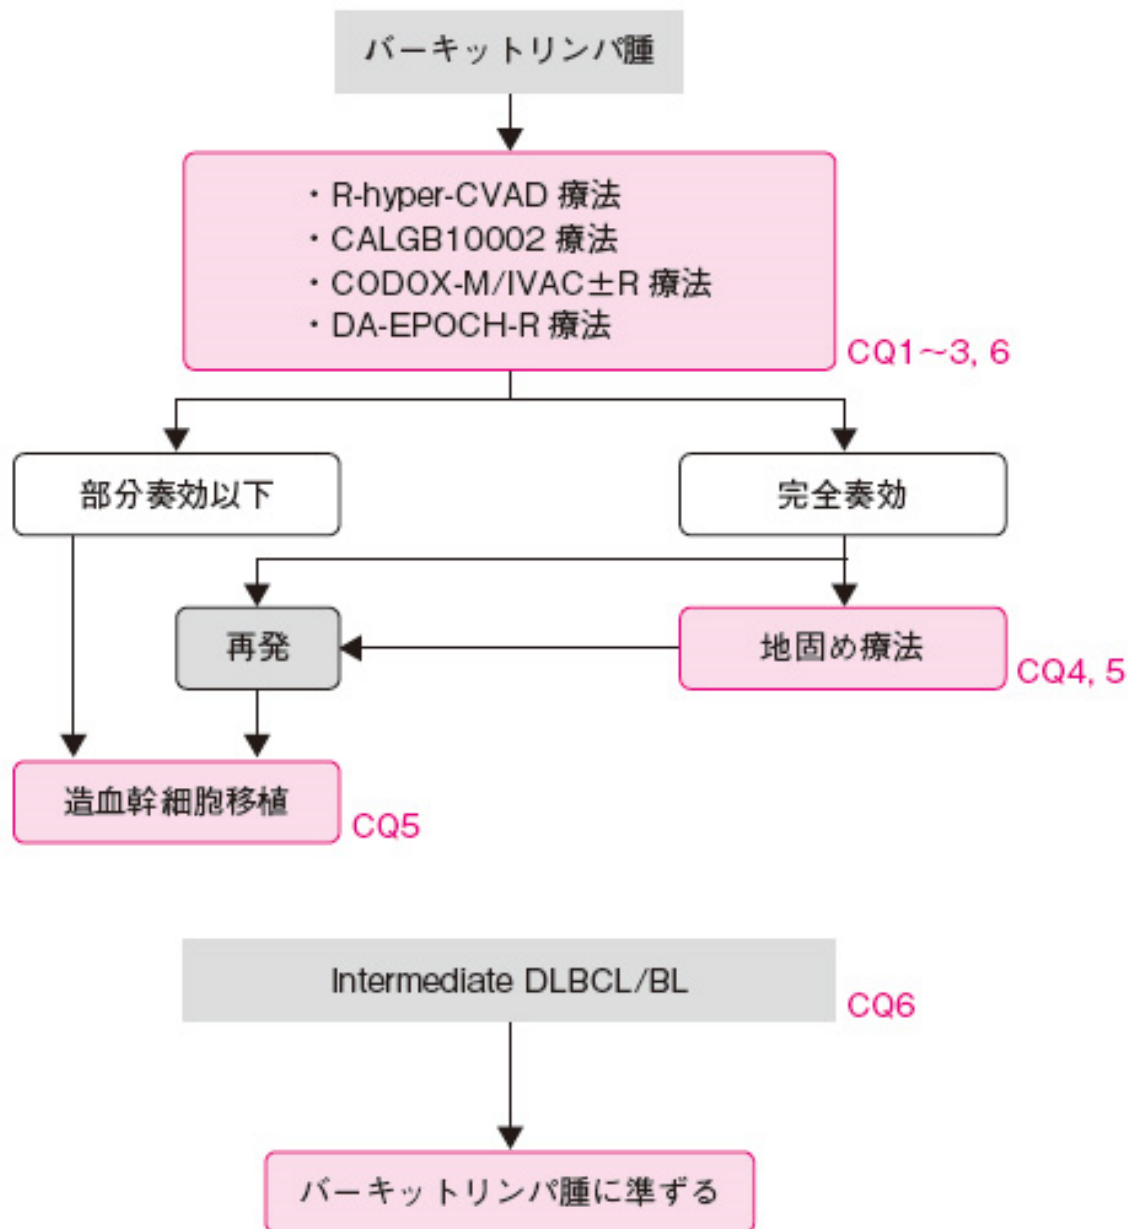 バーキットリンパ腫
・R-hyper-CVAD 療法
・CALGB10002 療法
・CODOX-M/IVAC±R 療法
・DA-EPOCH-R 療法
CQ1～3, 6
部分奏効以下
完全奏効
再発
地固め療法
CQ4, 5
造血幹細胞移植
CQ5
Intermediate DLBCL/BL
CQ6
バーキットリンパ腫に準ずる